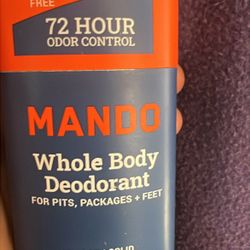 FREE
72 HOUR
ODOR CONTROL
MANDO
Whole Body
Deodorant
FOR PITS, PACKAGES + FEET